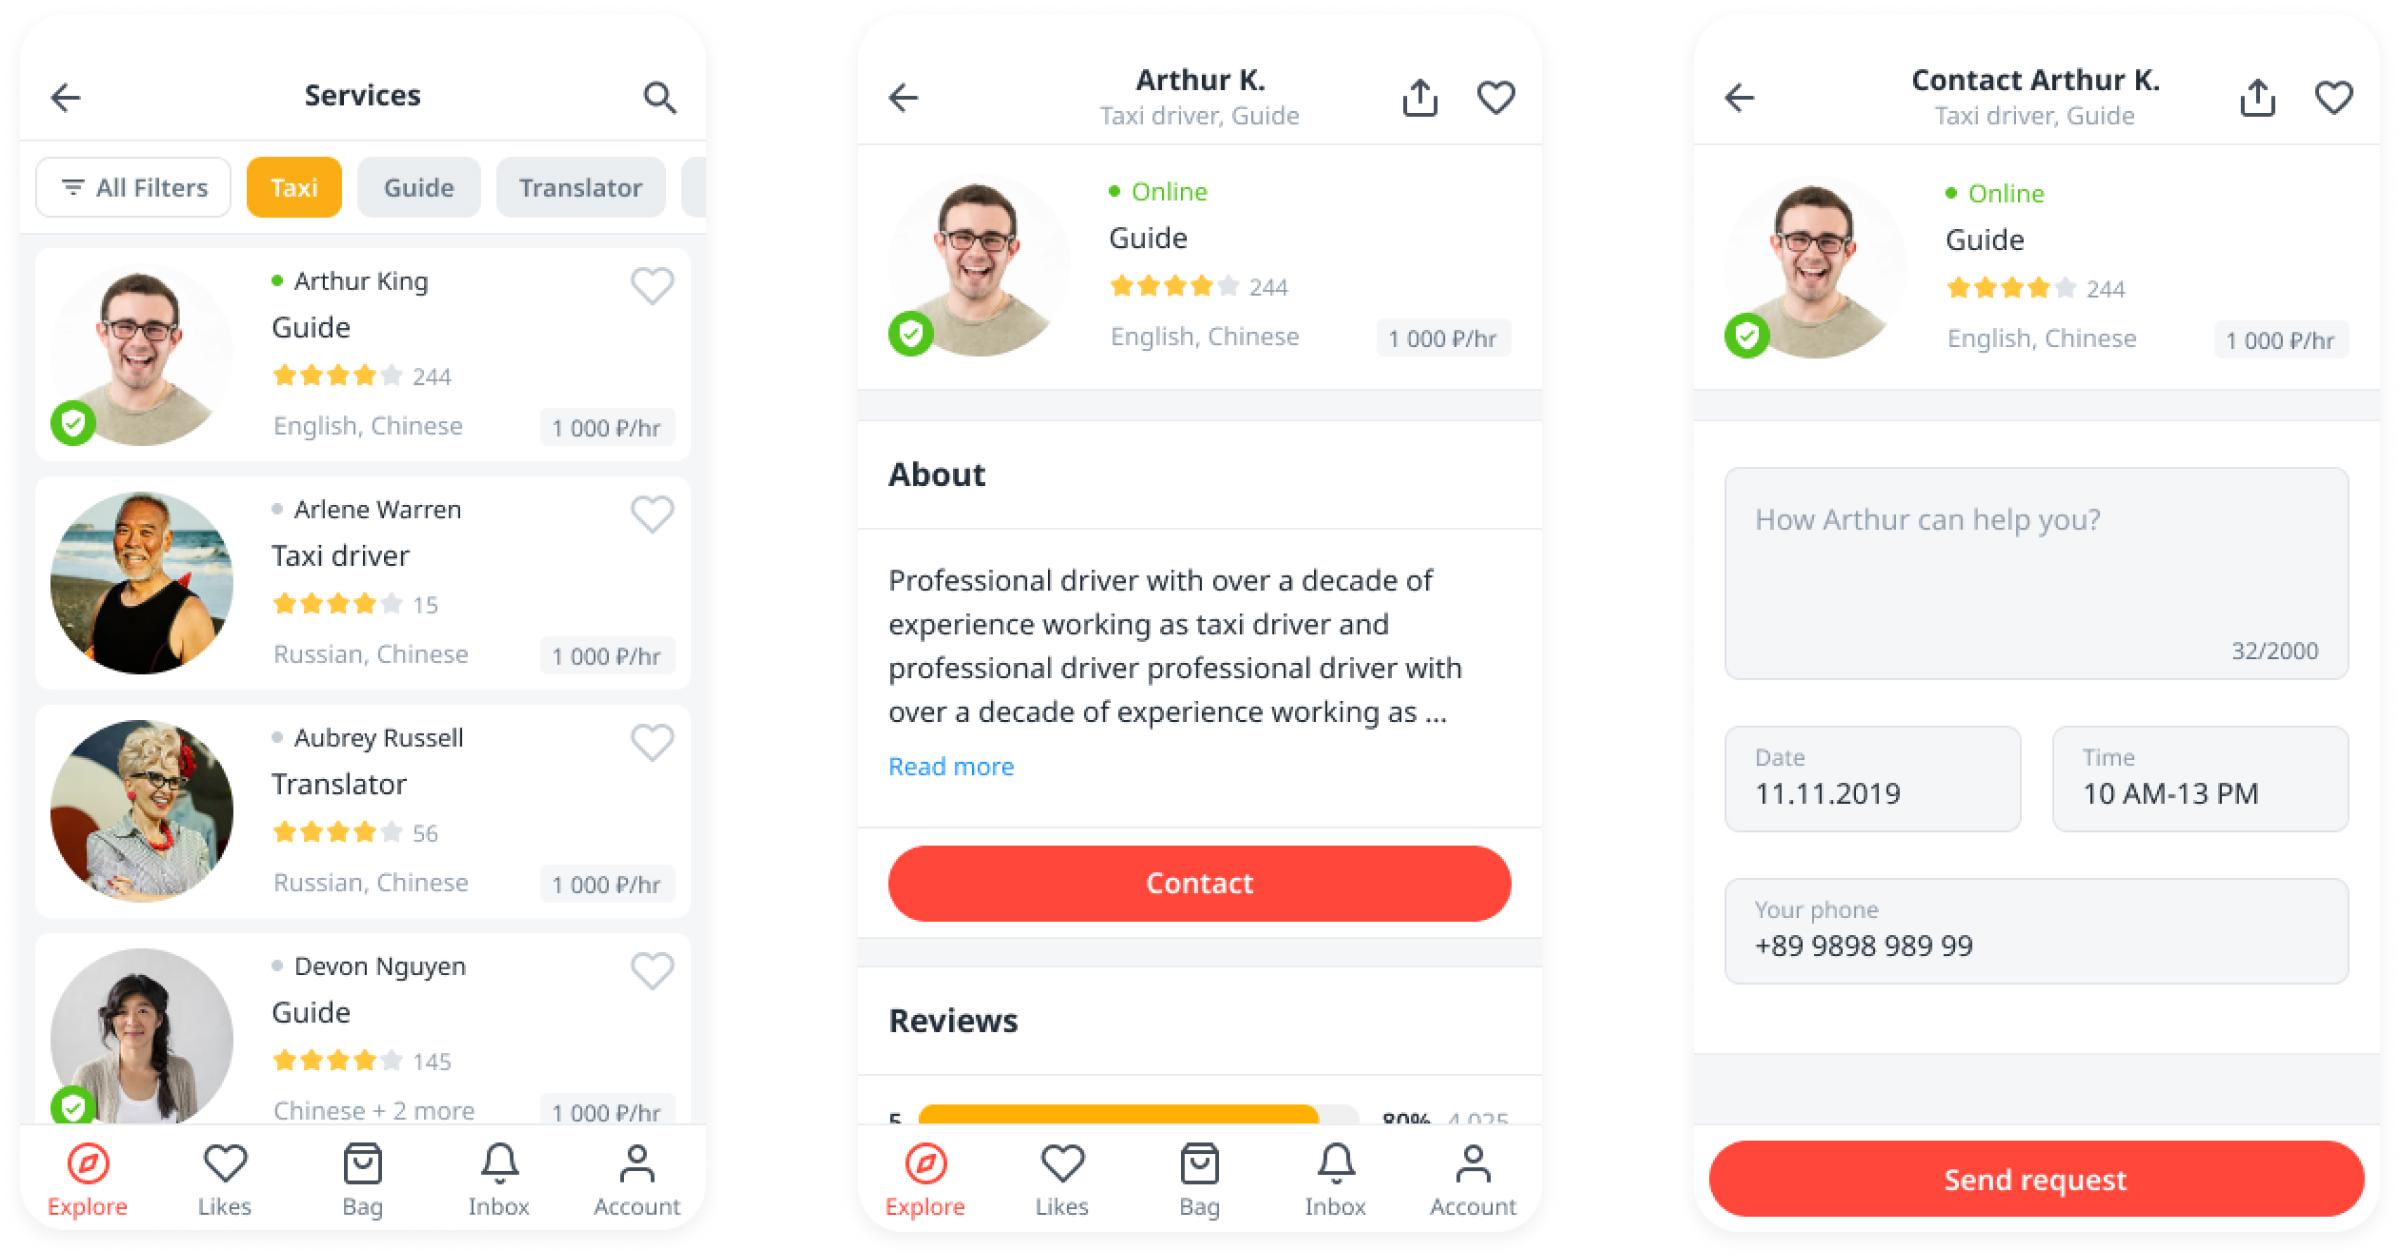 Services
All Filters
Taxi
Guide
Translator
Arthur King
Guide
244
English, Chinese
1 000 ₽/hr
Arlene Warren
Taxi driver
15
Russian, Chinese
1 000 ₽/hr
Aubrey Russell
Translator
56
Russian, Chinese
1 000 ₽/hr
Devon Nguyen
Guide
145
Chinese + 2 more
1 000 ₽/hr
Explore
Likes
Bag
Inbox
Account
Arthur K.
Taxi driver, Guide
Online
Guide
244
English, Chinese
1 000 ₽/hr
About
Professional driver with over a decade of
experience working as taxi driver and
professional driver professional driver with
over a decade of experience working as ...
Read more
Contact
Reviews
5
80%
4 025
Explore
Likes
Bag
Inbox
Account
Contact Arthur K.
Taxi driver, Guide
Online
Guide
244
English, Chinese
1 000 ₽/hr
How Arthur can help you?
32/2000
Date
11.11.2019
Time
10 AM-13 PM
Your phone
+89 9898 989 99
Send request